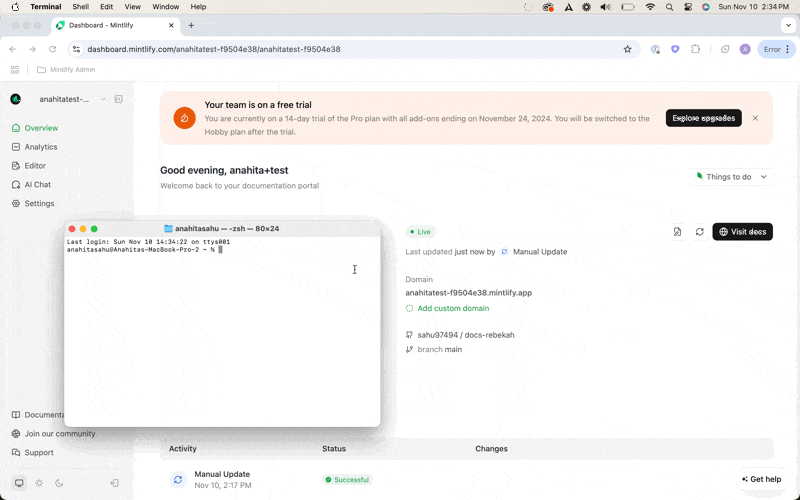 Terminal Shell Edit View Window Help
Sun Nov 10 2:34 PM
Dashboard - Mintlify
dashboard.mintlify.com/anahitatest-f9504e38/anahitatest-f9504e38
A
Error
Mintlify Admin
anahitatest-...
Overview
Analytics
Editor
AI Chat
Settings
Your team is on a free trial
You are currently on a 14-day trial of the Pro plan with all add-ons ending on November 24, 2024. You will be switched to the
Hobby plan after the trial.
Explore upgrades
Good evening, anahita+test
Welcome back to your documentation portal
Things to do
anahitasahu — -zsh — 80×24
Last login: Sun Nov 10 14:34:22 on ttys001
anahitasahu@Anahitas-MacBook-Pro-2 ~ %
Live
Visit docs
Last updated just now by Manual Update
Domain
anahitatest-f9504e38.mintlify.app
Add custom domain
sahu97494 / docs-rebekah
branch main
Documenta
Join our community
Support
Activity Status Changes
Manual Update
Nov 10, 2:17 PM
Successful
Get help